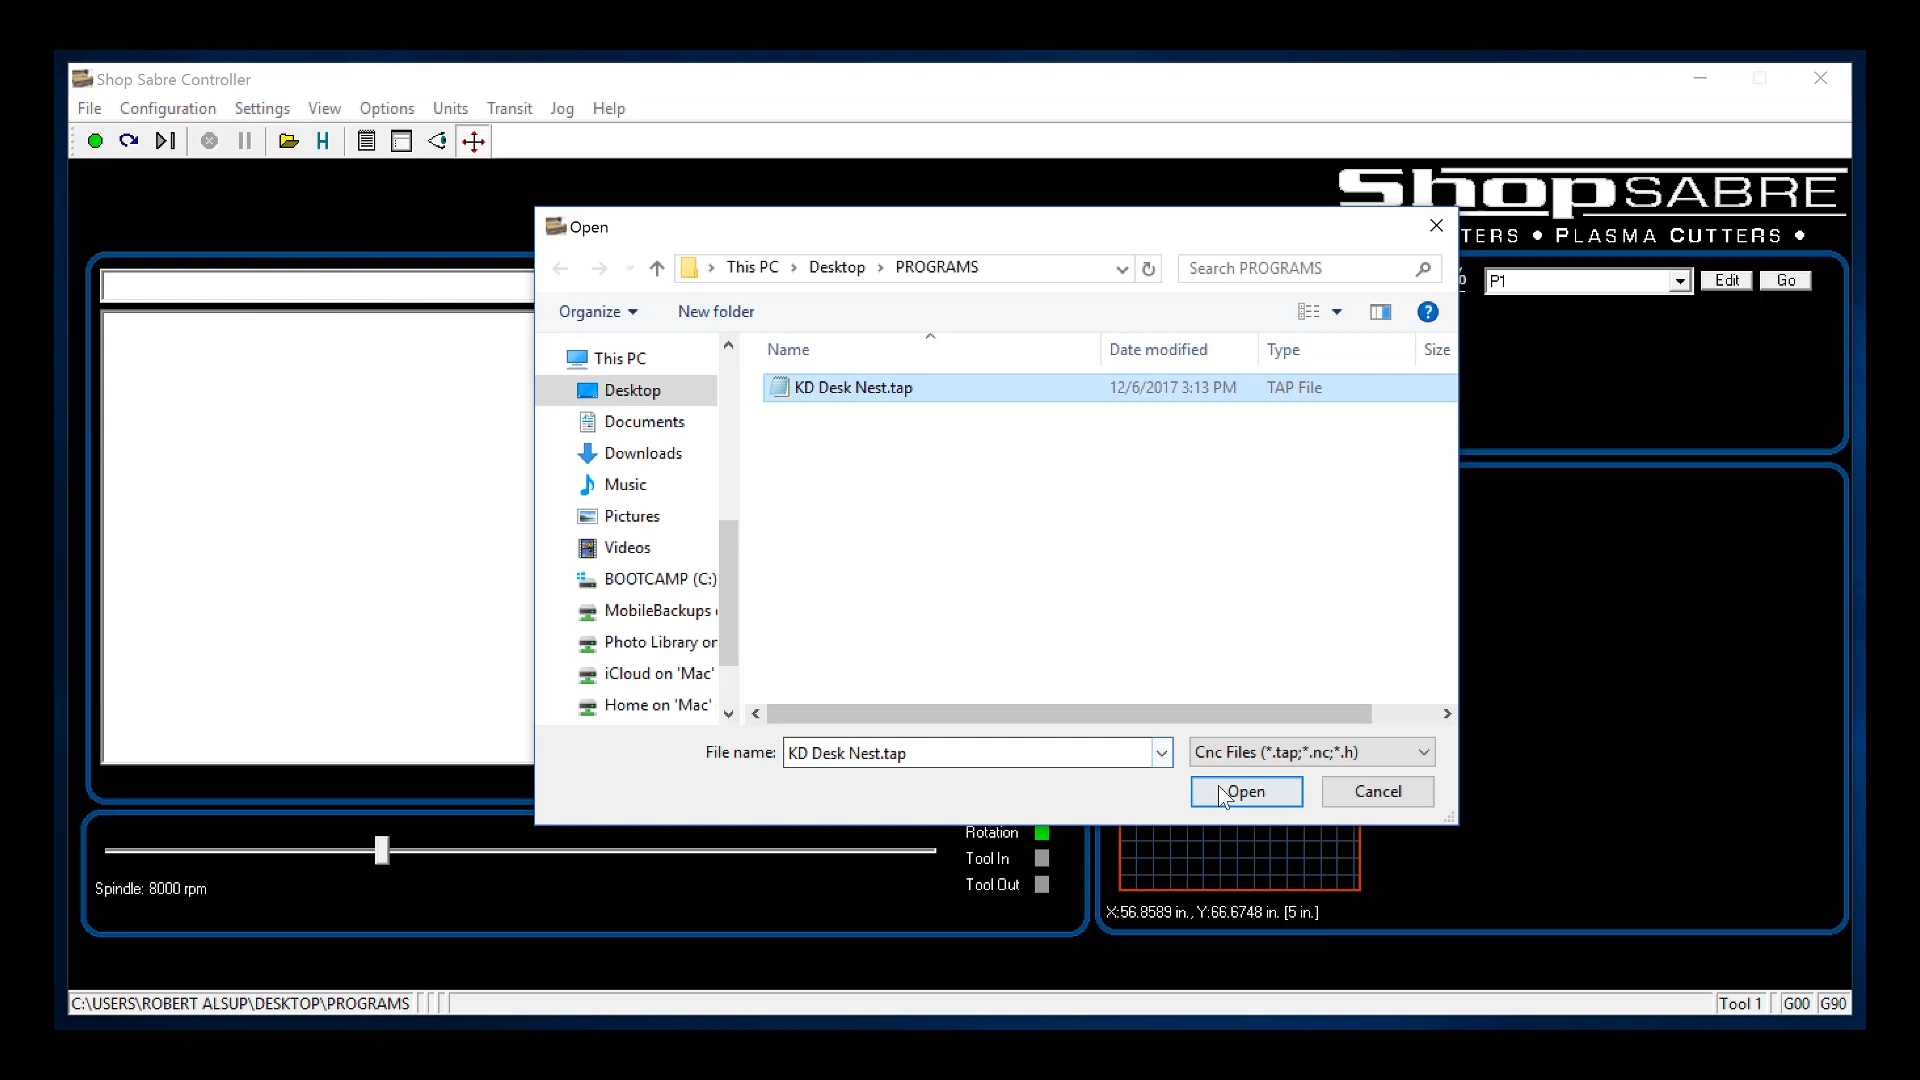 Shop Sabre Controller
File Configuration Settings View Options Units Transit Jog Help
H
ShopSABRE
TERS • PLASMA CUTTERS •
Open
This PC > Desktop > PROGRAMS
Search PROGRAMS
P1
Edit
Go
Organize
New folder
?
Name Date modified Type Size
KD Desk Nest.tap 12/6/2017 3:13 PM TAP File
This PC
Desktop
Documents
Downloads
Music
Pictures
Videos
BOOTCAMP (C:)
MobileBackups
Photo Library or
iCloud on 'Mac'
Home on 'Mac'
File name: KD Desk Nest.tap
Cnc Files (*.tap;*.nc;*.h)
Open
Cancel
Rotation
Tool In
Tool Out
Spindle: 8000 rpm
X:56.8589 in., Y:66.6748 in. [5 in.]
C:\USERS\ROBERT ALSUP\DESKTOP\PROGRAMS
Tool 1 G00 G90